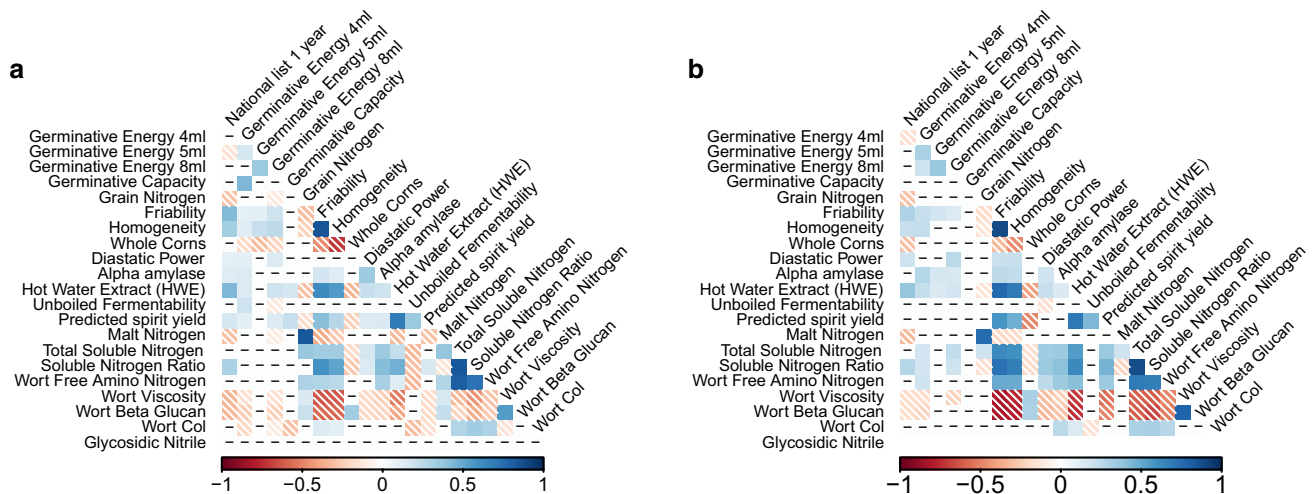 a
National list 1 year
Germinative Energy 4ml
Germinative Energy 5ml
Germinative Energy 8ml
Germinative Capacity
Grain Nitrogen
Friability
Homogeneity
Whole Corns
Diastatic Power
Alpha amylase
Hot Water Extract (HWE)
Unboiled Fermentability
Predicted spirit yield
Malt Nitrogen
Total Soluble Nitrogen
Soluble Nitrogen Ratio
Wort Free Amino Nitrogen
Wort Viscosity
Wort Beta Glucan
Wort Col
Germinative Energy 4ml
Germinative Energy 5ml
Germinative Energy 8ml
Germinative Capacity
Grain Nitrogen
Friability
Homogeneity
Whole Corns
Diastatic Power
Alpha amylase
Hot Water Extract (HWE)
Unboiled Fermentability
Predicted spirit yield
Malt Nitrogen
Total Soluble Nitrogen
Soluble Nitrogen Ratio
Wort Free Amino Nitrogen
Wort Viscosity
Wort Beta Glucan
Wort Col
Glycosidic Nitrile
−1 −0.5 0 0.5 1
b
National list 1 year
Germinative Energy 4ml
Germinative Energy 5ml
Germinative Energy 8ml
Germinative Capacity
Grain Nitrogen
Friability
Homogeneity
Whole Corns
Diastatic Power
Alpha amylase
Hot Water Extract (HWE)
Unboiled Fermentability
Predicted spirit yield
Malt Nitrogen
Total Soluble Nitrogen
Soluble Nitrogen Ratio
Wort Free Amino Nitrogen
Wort Viscosity
Wort Beta Glucan
Wort Col
Germinative Energy 4ml
Germinative Energy 5ml
Germinative Energy 8ml
Germinative Capacity
Grain Nitrogen
Friability
Homogeneity
Whole Corns
Diastatic Power
Alpha amylase
Hot Water Extract (HWE)
Unboiled Fermentability
Predicted spirit yield
Malt Nitrogen
Total Soluble Nitrogen
Soluble Nitrogen Ratio
Wort Free Amino Nitrogen
Wort Viscosity
Wort Beta Glucan
Wort Col
Glycosidic Nitrile
−1 −0.5 0 0.5 1